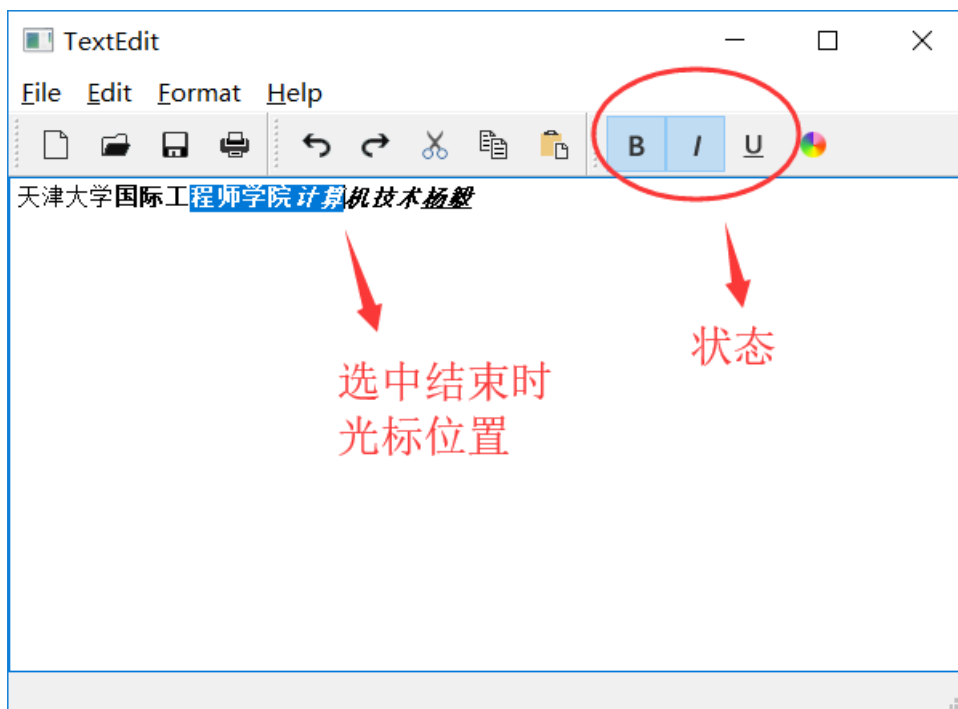 TextEdit
File Edit Format Help
B I U
天津大学国际工程师学院计算机技术杨毅
状态
选中结束时
光标位置